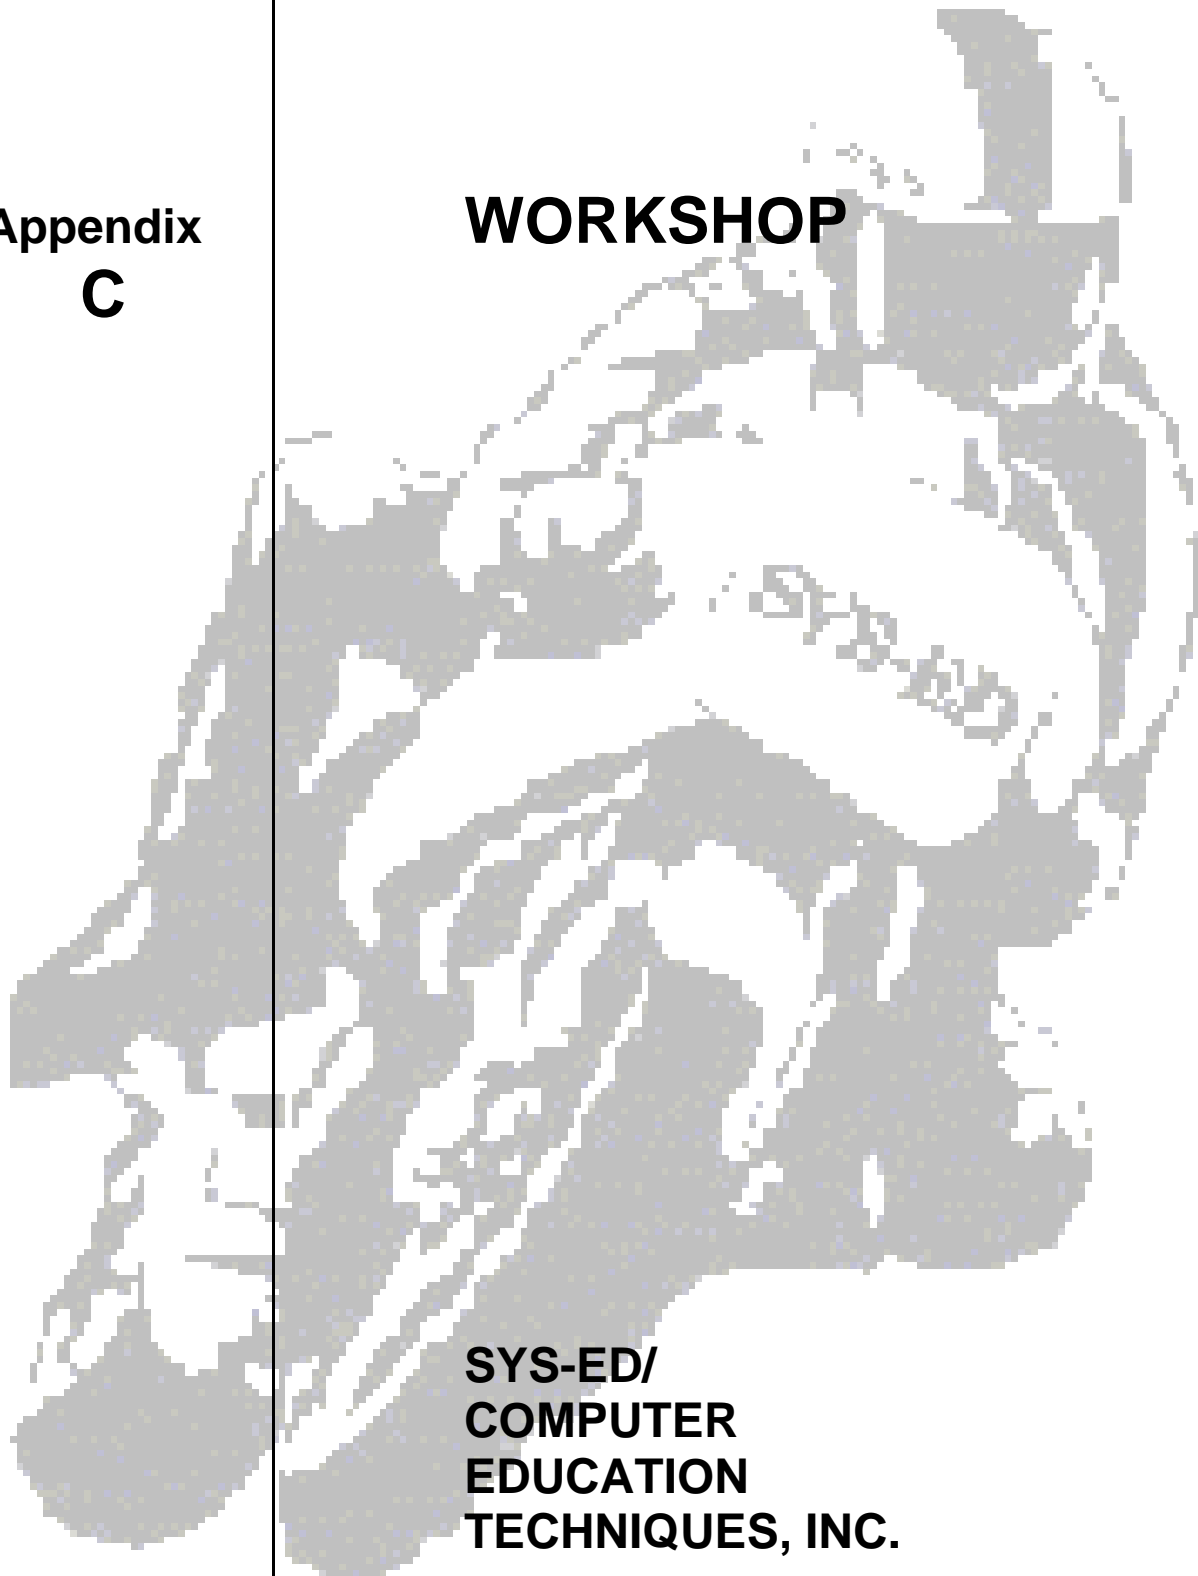 Appendix
C
WORKSHOP
SYS-ED
SYS-ED/
COMPUTER
EDUCATION
TECHNIQUES, INC.